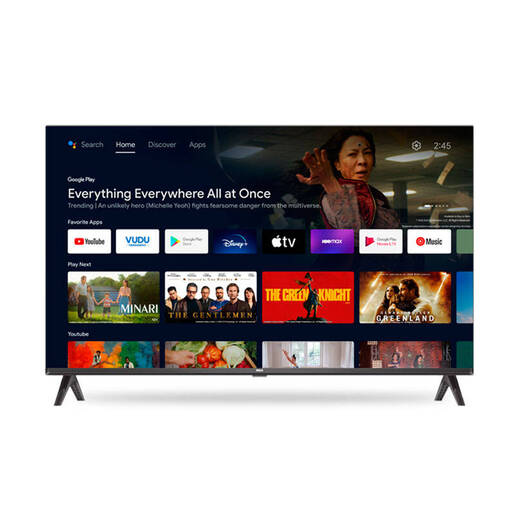 Search Home Discover Apps 2:45
Google Play
Everything Everywhere All at Once
Trending | An unlikely hero (Michelle Yeoh) fights fearsome danger from the multiverse.
Favorite Apps
YouTube VUDU Google Play Disney+ tv HBOmax Google Play Movies & TV Music
Play Next
MINARI THE GENTLEMEN THE GREEN KNIGHT GREENLAND
Youtube